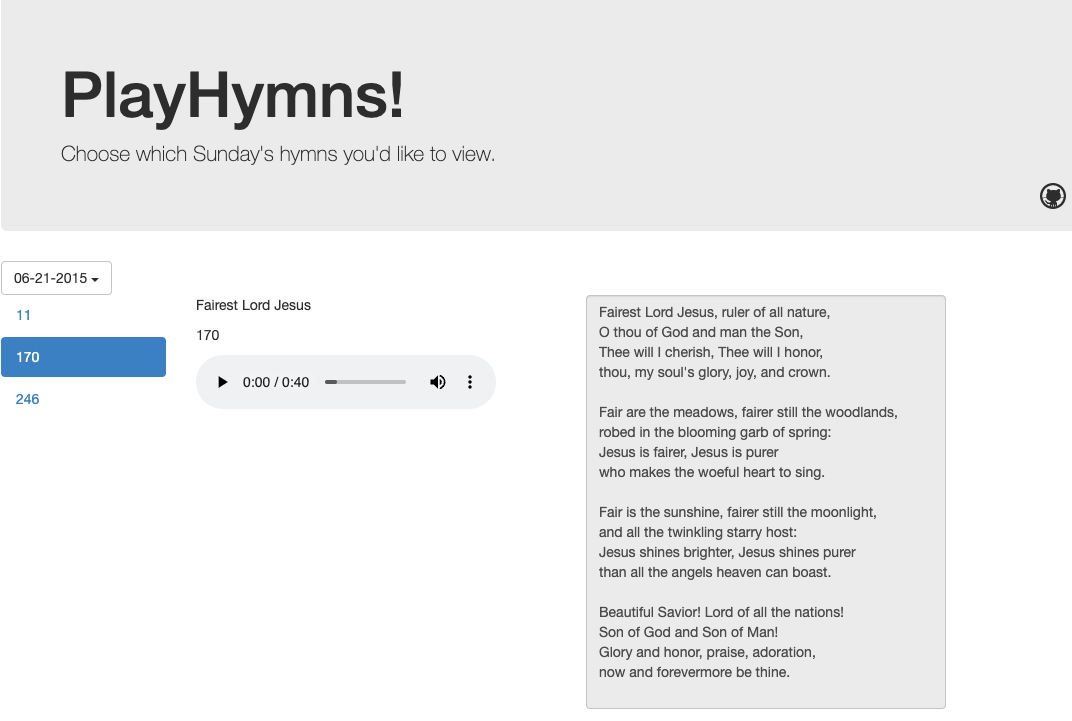 PlayHymns!
Choose which Sunday's hymns you'd like to view.
06-21-2015
11
170
246
Fairest Lord Jesus
170
0:00 / 0:40
Fairest Lord Jesus, ruler of all nature,
O thou of God and man the Son,
Thee will I cherish, Thee will I honor,
thou, my soul's glory, joy, and crown.
Fair are the meadows, fairer still the woodlands,
robed in the blooming garb of spring:
Jesus is fairer, Jesus is purer
who makes the woeful heart to sing.
Fair is the sunshine, fairer still the moonlight,
and all the twinkling starry host:
Jesus shines brighter, Jesus shines purer
than all the angels heaven can boast.
Beautiful Savior! Lord of all the nations!
Son of God and Son of Man!
Glory and honor, praise, adoration,
now and forevermore be thine.